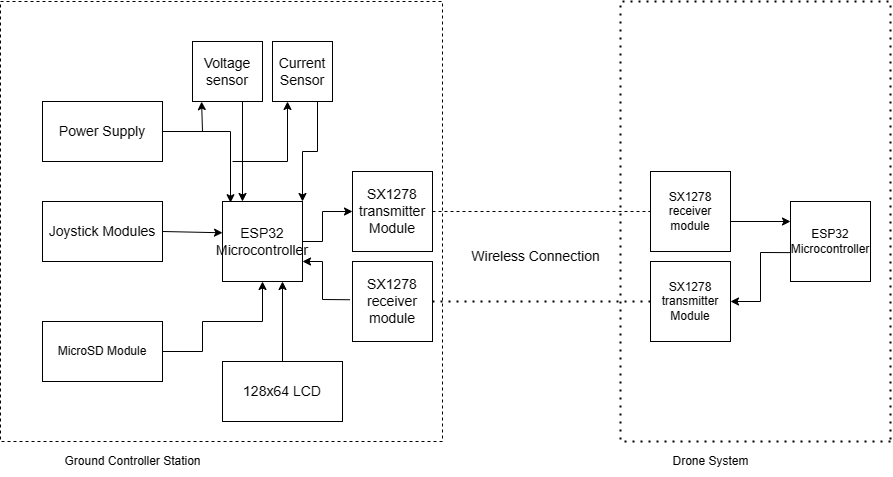 Voltage
sensor
Current
Sensor
Power Supply
Joystick Modules
ESP32
Microcontroller
MicroSD Module
128x64 LCD
SX1278
transmitter
Module
SX1278
receiver
module
Wireless Connection
SX1278
receiver
module
SX1278
transmitter
Module
ESP32
Microcontroller
Ground Controller Station
Drone System